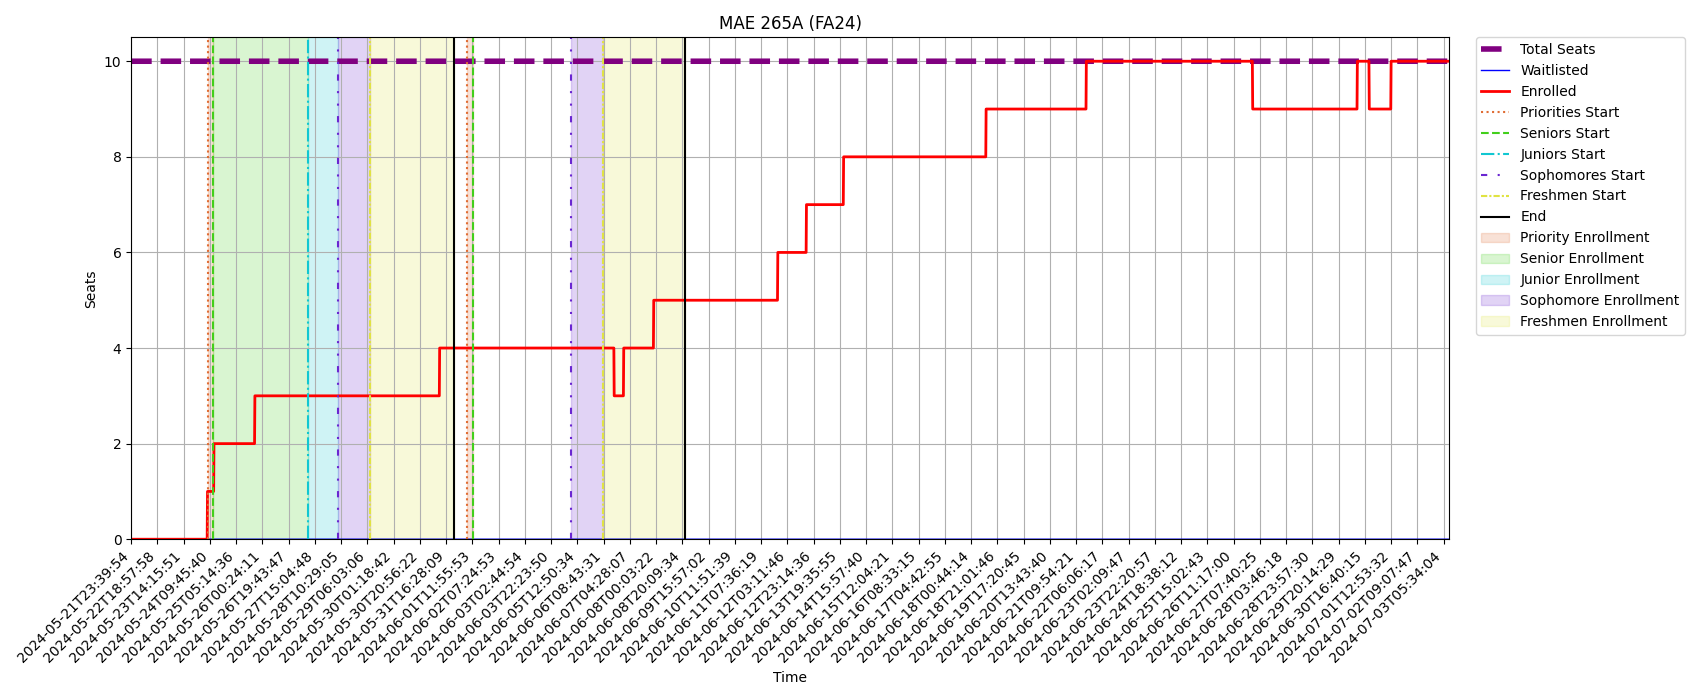 MAE 265A (FA24)
Seats
10
8
6
4
2
0
2024-05-21T23:39:54
2024-05-22T18:57:58
2024-05-23T14:15:51
2024-05-24T09:45:40
2024-05-25T05:14:36
2024-05-26T00:24:11
2024-05-26T19:43:47
2024-05-27T15:04:48
2024-05-28T10:29:05
2024-05-29T06:03:06
2024-05-30T01:18:42
2024-05-30T20:56:22
2024-05-31T16:28:09
2024-06-01T11:55:53
2024-06-02T07:24:53
2024-06-03T02:44:54
2024-06-03T22:23:50
2024-06-05T12:50:34
2024-06-06T08:43:31
2024-06-07T04:28:07
2024-06-08T00:03:22
2024-06-08T20:09:34
2024-06-09T15:57:02
2024-06-10T11:51:39
2024-06-11T07:36:19
2024-06-12T03:11:46
2024-06-12T23:14:36
2024-06-13T19:35:55
2024-06-14T15:57:40
2024-06-15T12:04:21
2024-06-16T08:33:15
2024-06-17T04:42:55
2024-06-18T00:44:14
2024-06-18T21:01:46
2024-06-19T17:20:45
2024-06-20T13:43:40
2024-06-21T09:54:21
2024-06-22T06:06:17
2024-06-23T02:09:47
2024-06-23T22:20:57
2024-06-24T18:38:12
2024-06-25T15:02:43
2024-06-26T11:17:00
2024-06-27T07:40:25
2024-06-28T03:46:18
2024-06-28T23:57:30
2024-06-29T20:14:29
2024-06-30T16:40:15
2024-07-01T12:53:32
2024-07-02T09:07:47
2024-07-03T05:34:04
Time
Total Seats
Waitlisted
Enrolled
Priorities Start
Seniors Start
Juniors Start
Sophomores Start
Freshmen Start
End
Priority Enrollment
Senior Enrollment
Junior Enrollment
Sophomore Enrollment
Freshmen Enrollment